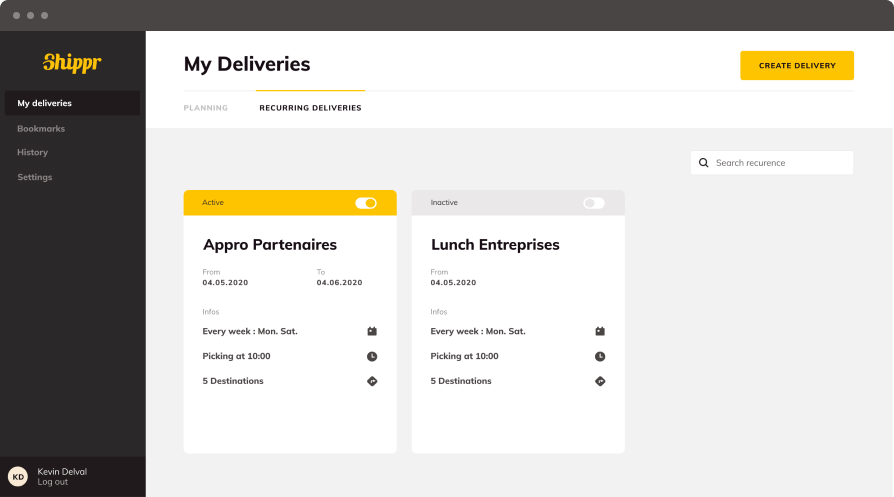 Shippr
My deliveries
Bookmarks
History
Settings
KD
Kevin Delval
Log out
My Deliveries
CREATE DELIVERY
PLANNING
RECURRING DELIVERIES
Search recurence
Active
Appro Partenaires
From
To
04.05.2020
04.06.2020
Infos
Every week : Mon. Sat.
Picking at 10:00
5 Destinations
Inactive
Lunch Entreprises
From
04.05.2020
Infos
Every week : Mon. Sat.
Picking at 10:00
5 Destinations